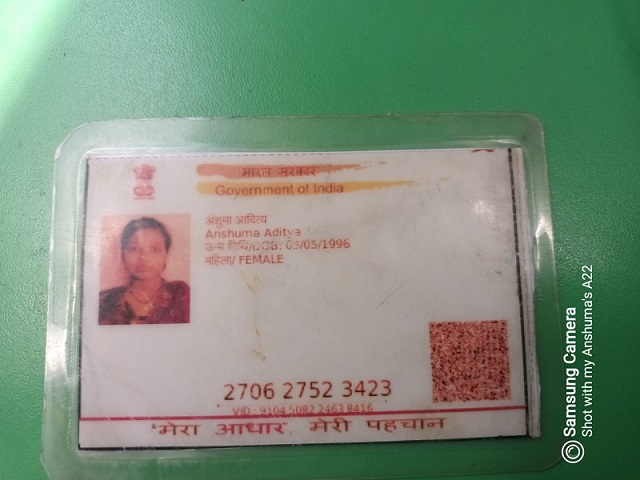 भारत सरकार
Government of India
अंशुमा आदित्य
Anshuma Aditya
जन्म तिथि/DOB: 05/05/1996
महिला/ FEMALE
2706 2752 3423
VID : 9104 5082 2463 8416
मेरा आधार, मेरी पहचान
Samsung Camera
Shot with my Anshuma's A22